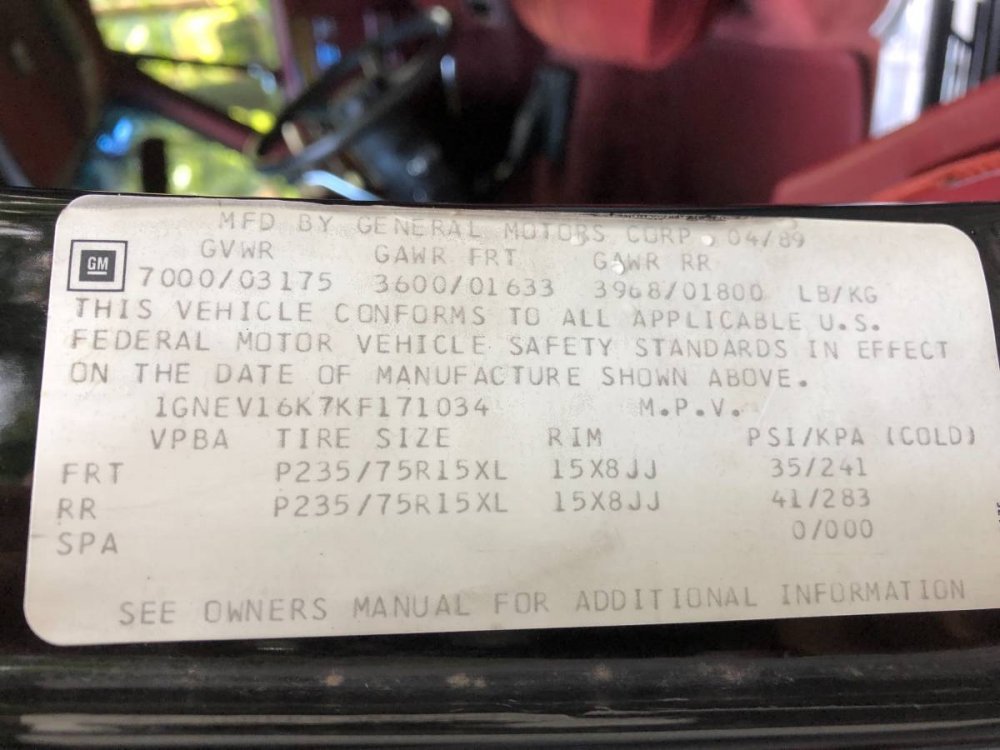 MFD BY GENERAL MOTORS CORP 04/89
GM
GVWR GAWR FRT GAWR RR
7000/03175 3600/01633 3968/01800 LB/KG
THIS VEHICLE CONFORMS TO ALL APPLICABLE U.S.
FEDERAL MOTOR VEHICLE SAFETY STANDARDS IN EFFECT
ON THE DATE OF MANUFACTURE SHOWN ABOVE.
1GNEV16K7KF171034 M.P.V.
VPBA TIRE SIZE RIM PSI/KPA (COLD)
FRT P235/75R15XL 15X8JJ 35/241
RR P235/75R15XL 15X8JJ 41/283
SPA 0/000
SEE OWNERS MANUAL FOR ADDITIONAL INFORMATION